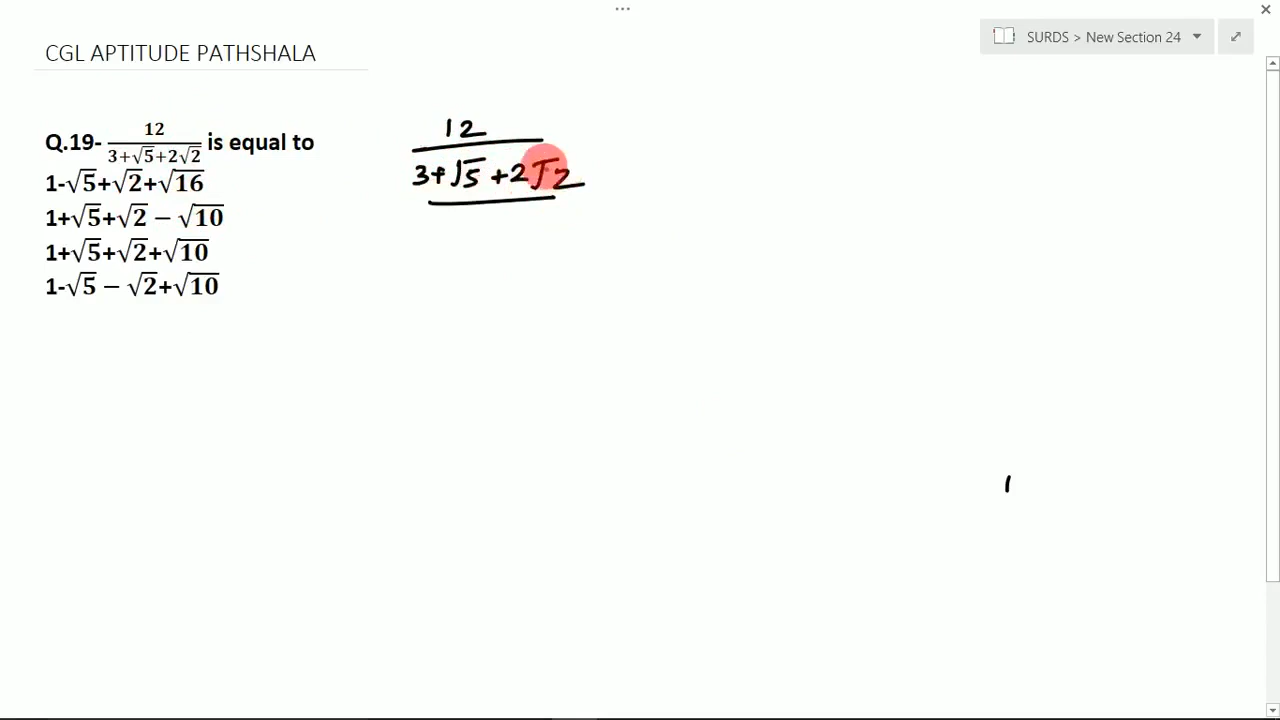 ...
SURDS > New Section 24
CGL APTITUDE PATHSHALA
Q.19- 12/(3+√5+2√2) is equal to
1-√5+√2+√16
1+√5+√2 − √10
1+√5+√2+√10
1-√5 − √2+√10
12
3+√5 +2√2